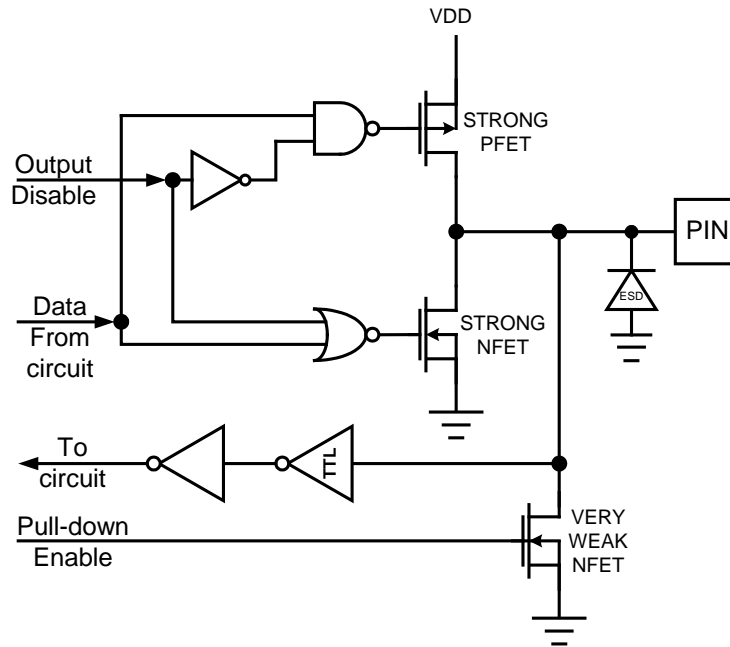 VDD
STRONG
PFET
Output
Disable
PIN
ESD
Data
From
circuit
STRONG
NFET
To
circuit
TTL
Pull-down
Enable
VERY
WEAK
NFET